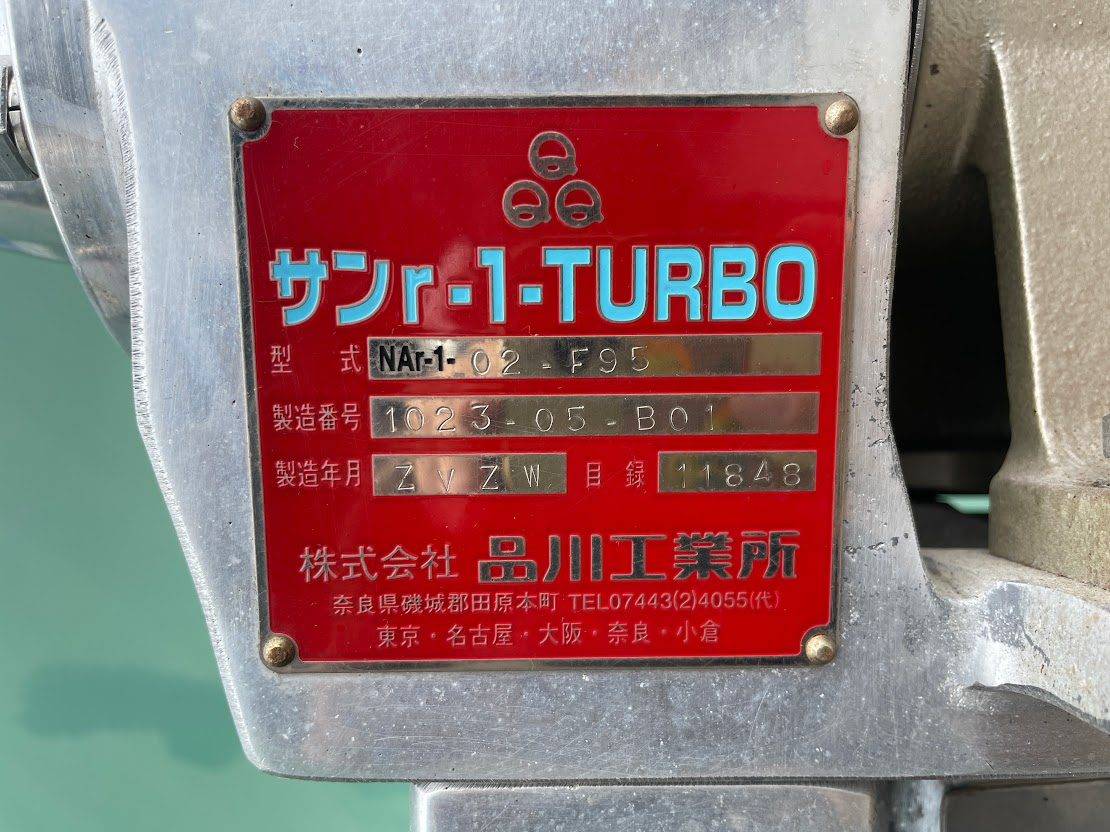 サンr-1-TURBO
型式 NAr-1- 02-F95
製造番号 1023-05-B01
製造年月 ZVZW 目録 11848
株式会社 品川工業所
奈良県磯城郡田原本町 TEL07443(2)4055(代)
東京・名古屋・大阪・奈良・小倉